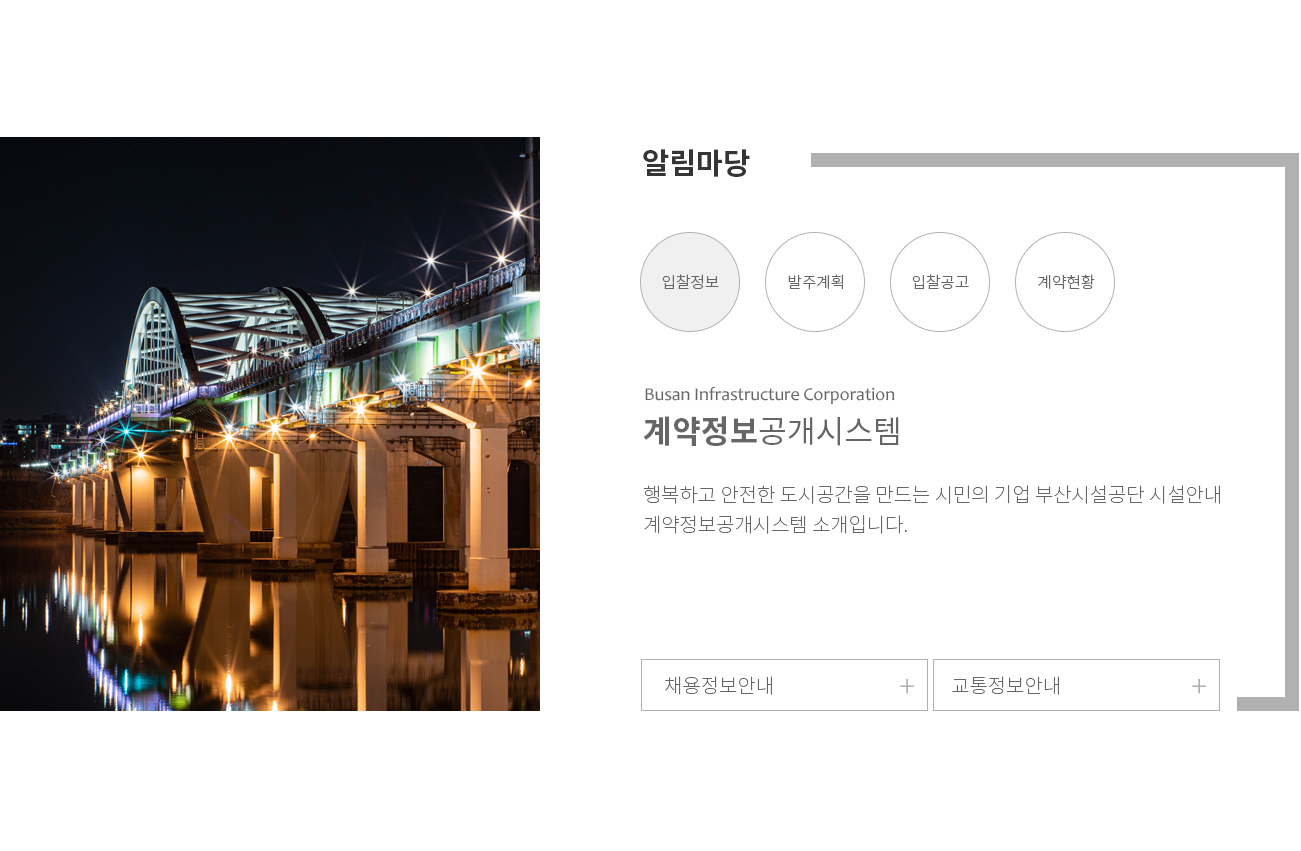 알림마당
입찰정보
발주계획
입찰공고
계약현황
Busan Infrastructure Corporation
계약정보공개시스템
행복하고 안전한 도시공간을 만드는 시민의 기업 부산시설공단 시설안내
계약정보공개시스템 소개입니다.
채용정보안내 +
교통정보안내 +